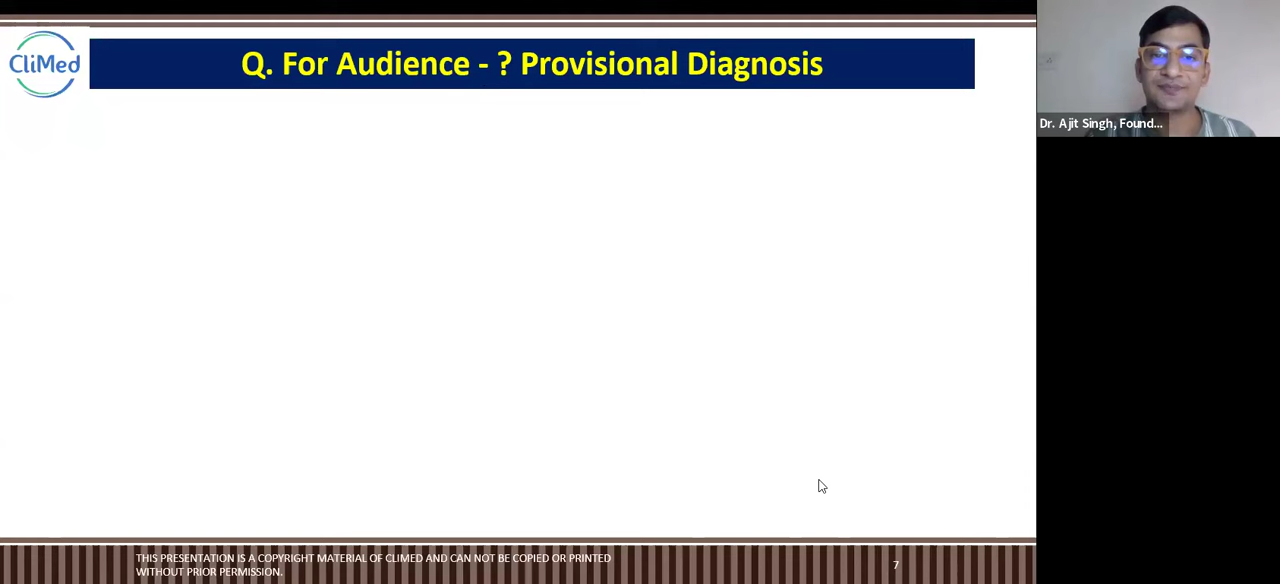 CliMed
Q. For Audience - ? Provisional Diagnosis
Dr. Ajit Singh, Found...
THIS PRESENTATION IS A COPYRIGHT MATERIAL OF CLIMED AND CAN NOT BE COPIED OR PRINTED
WITHOUT PRIOR PERMISSION.
7